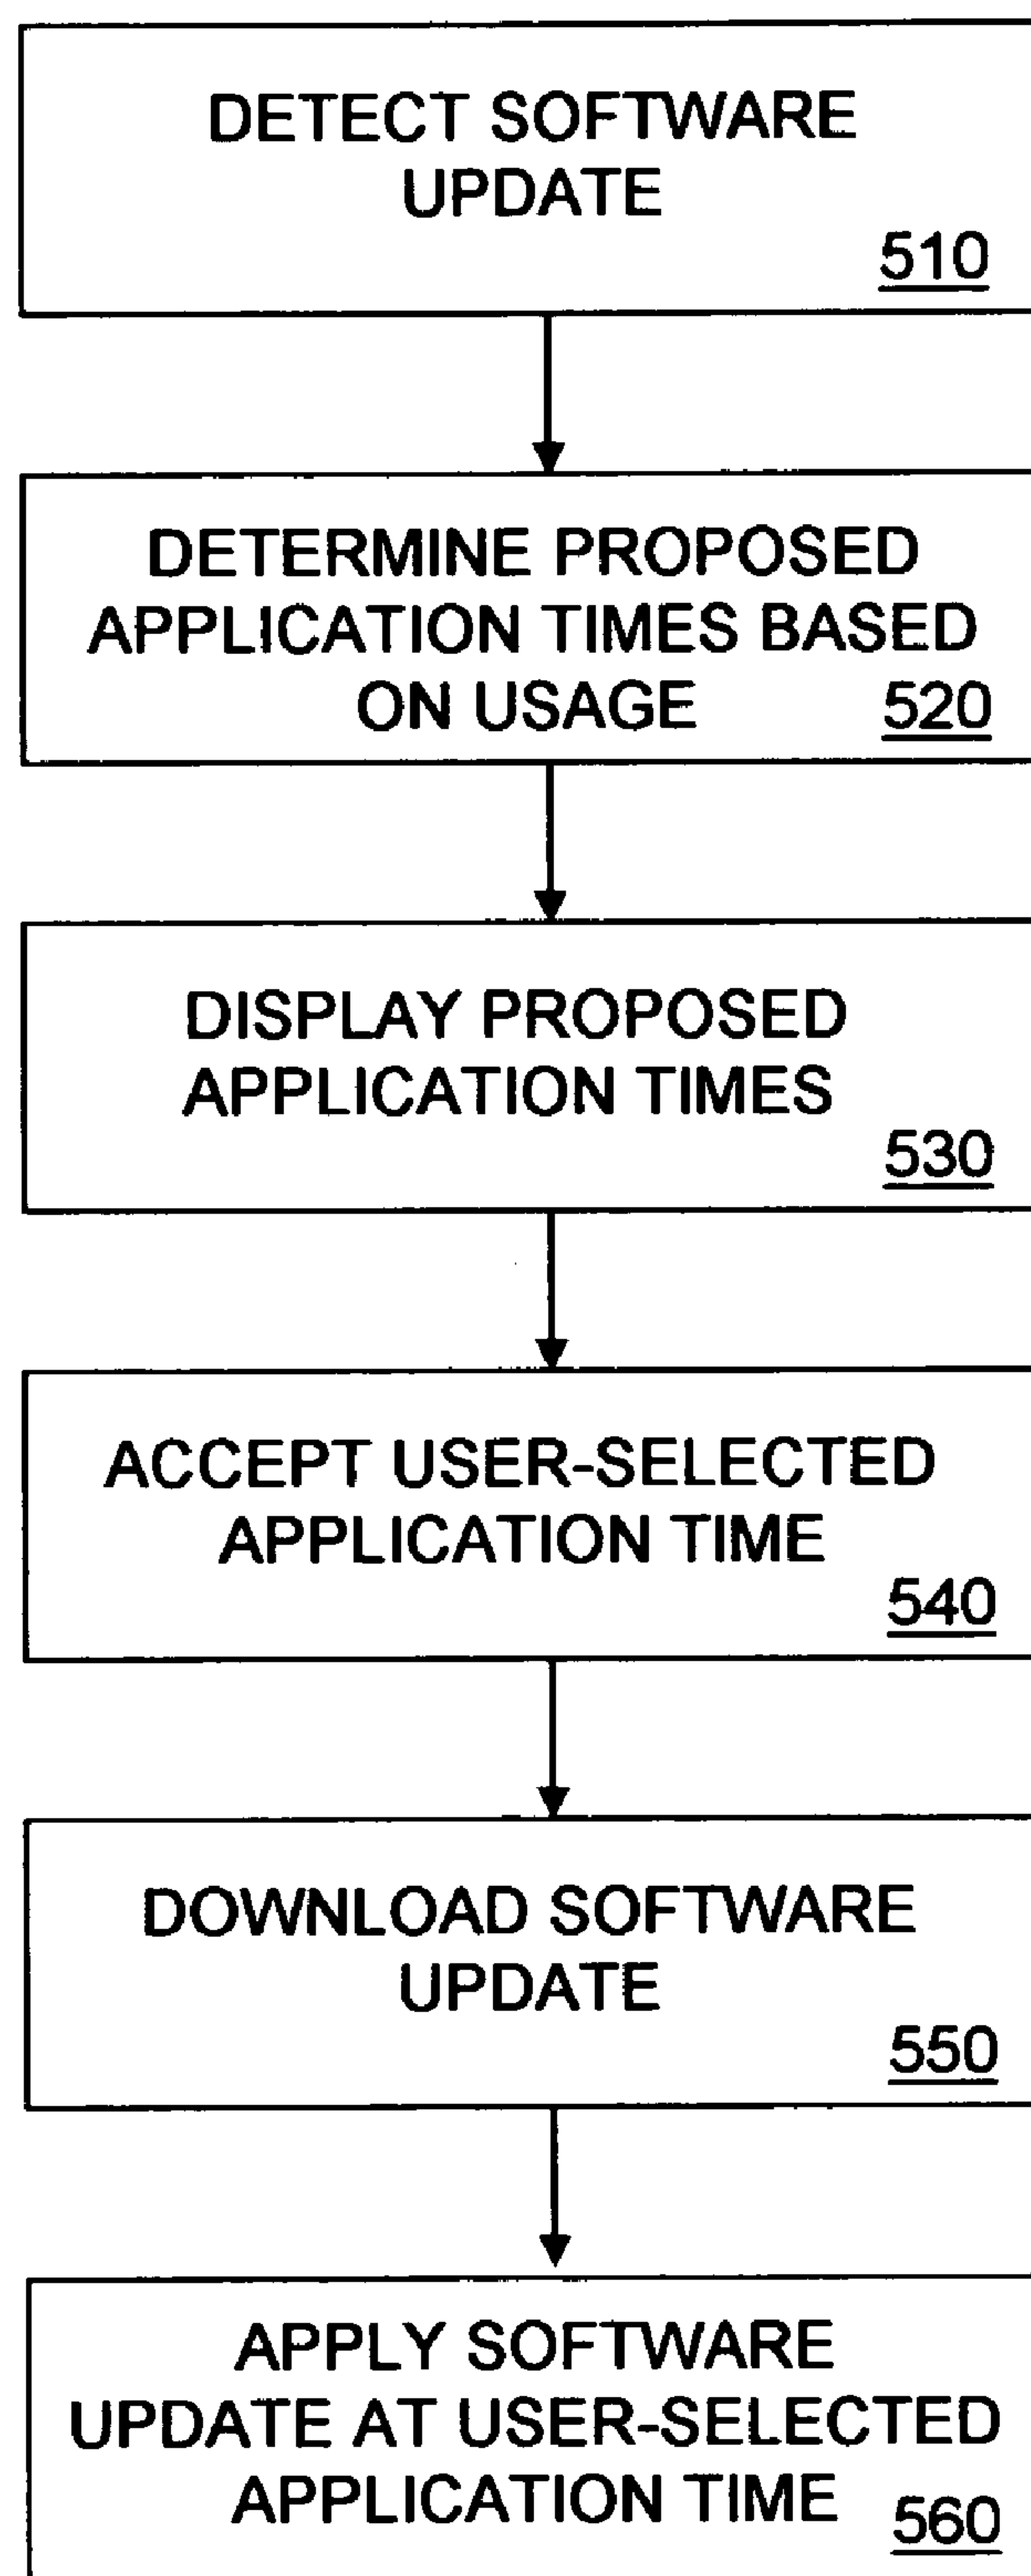 DETECT SOFTWARE
UPDATE
510
DETERMINE PROPOSED
APPLICATION TIMES BASED
ON USAGE 520
DISPLAY PROPOSED
APPLICATION TIMES
530
ACCEPT USER-SELECTED
APPLICATION TIME
540
DOWNLOAD SOFTWARE
UPDATE
550
APPLY SOFTWARE
UPDATE AT USER-SELECTED
APPLICATION TIME 560